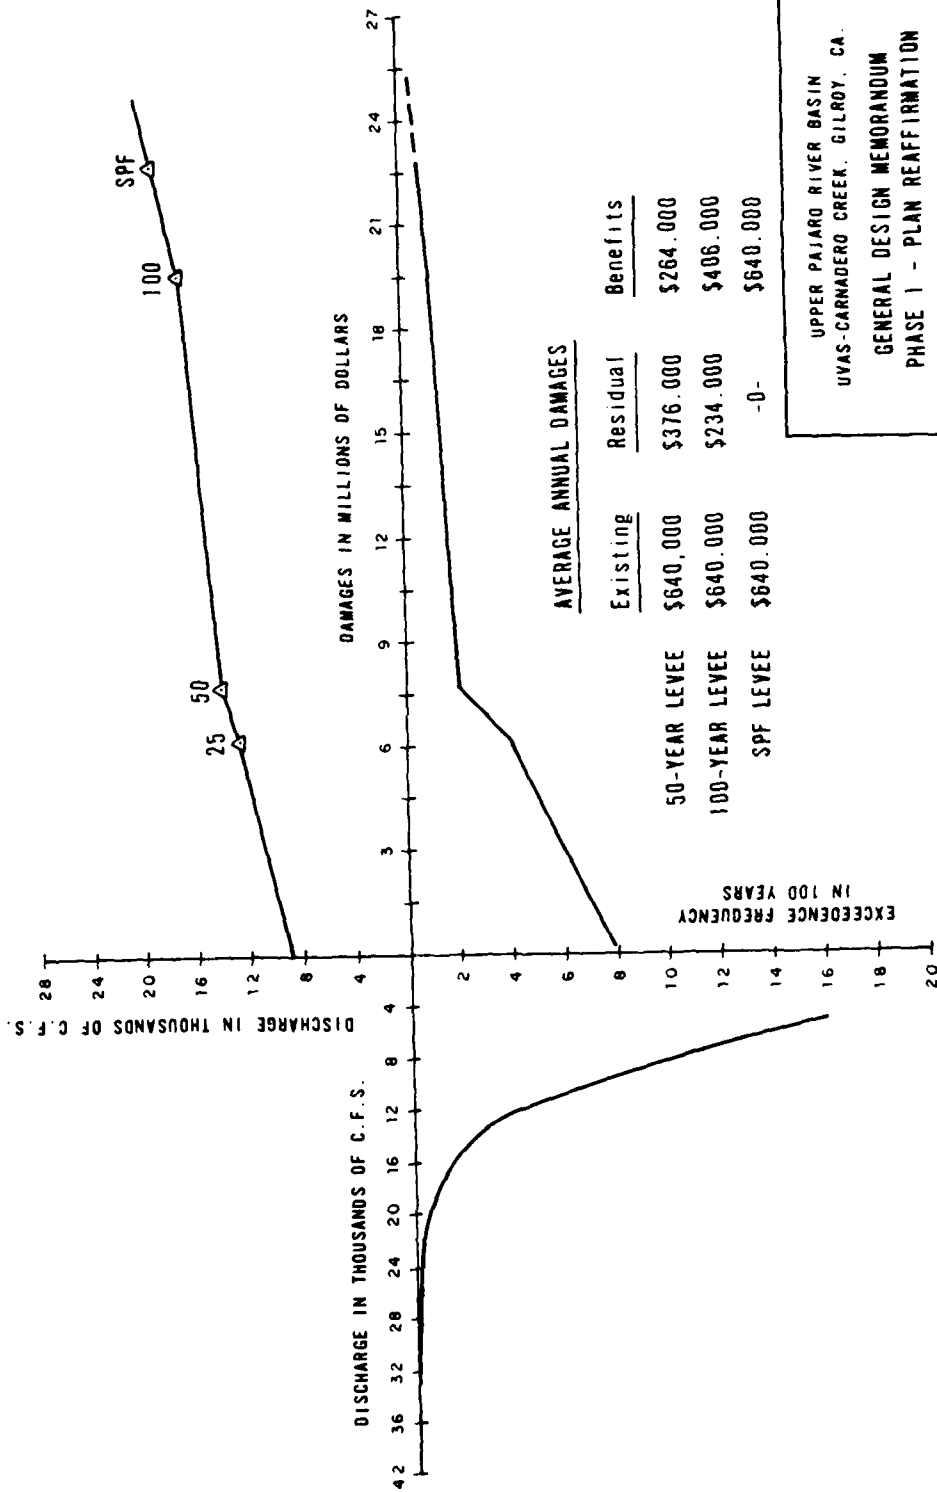 28
20
12
4
DISCHARGE IN THOUSANDS OF C.F.S.
25
50
100
SPF
DAMAGES IN MILLIONS OF DOLLARS
3
6
9
12
15
18
21
24
27
DISCHARGE IN THOUSANDS OF C.F.S.
42
36
32
28
24
20
16
12
8
4
2
4
6
8
10
12
14
16
18
20
EXCEEDENCE FREQUENCY
IN 100 YEARS
AVERAGE ANNUAL DAMAGES
Existing Residual Benefits
50-YEAR LEVEE $640,000 $376.000 $264.000
100-YEAR LEVEE $640.000 $234.000 $406.000
SPF LEVEE $640.000 -0- $640.000
UPPER PAJARO RIVER BASIN
UVAS-CARNADERO CREEK, GILROY, CA.
GENERAL DESIGN MEMORANDUM
PHASE 1 - PLAN REAFFIRMATION